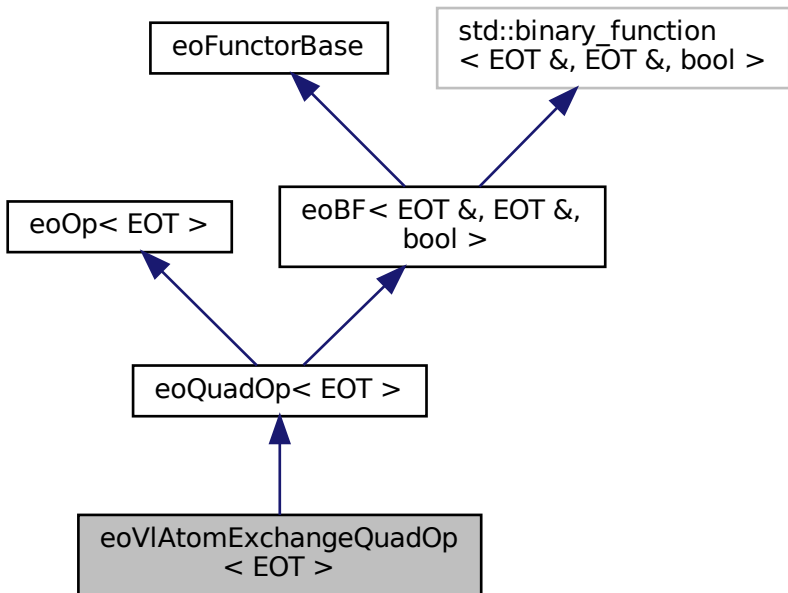 eoFunctorBase
std::binary_function
< EOT &, EOT &, bool >
eoOp< EOT >
eoBF< EOT &, EOT &,
bool >
eoQuadOp< EOT >
eoVlAtomExchangeQuadOp
< EOT >